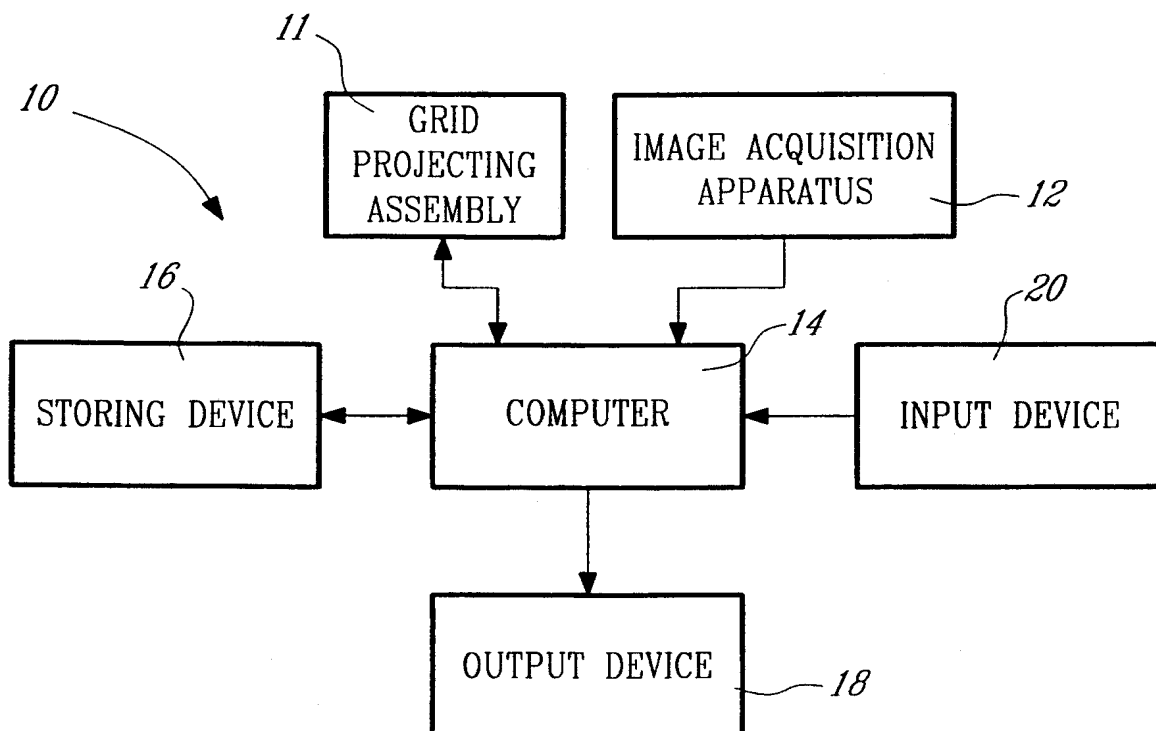 11
10
GRID
PROJECTING
ASSEMBLY
IMAGE ACQUISITION
APPARATUS
12
16
14
20
STORING DEVICE
COMPUTER
INPUT DEVICE
OUTPUT DEVICE
18